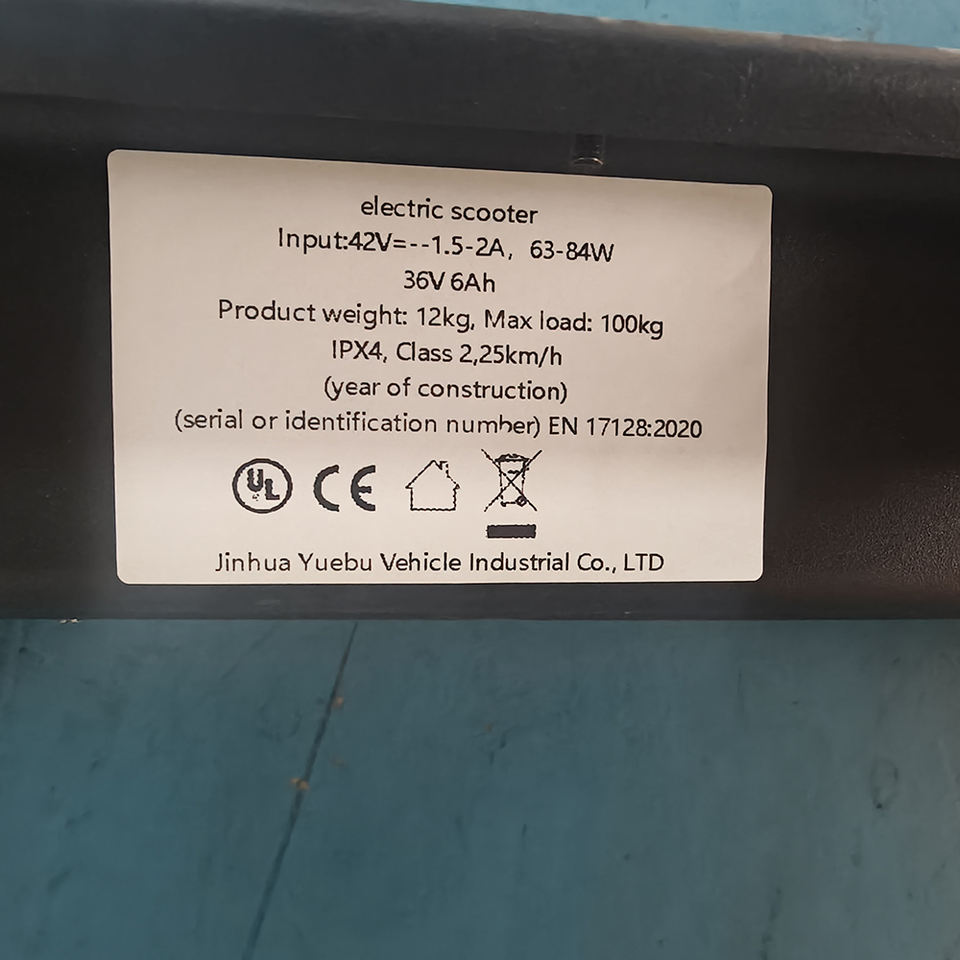 electric scooter
Input:42V=--1.5-2A, 63-84W
36V 6Ah
Product weight: 12kg, Max load: 100kg
IPX4, Class 2,25km/h
(year of construction)
(serial or identification number) EN 17128:2020
UL CE
Jinhua Yuebu Vehicle Industrial Co., LTD